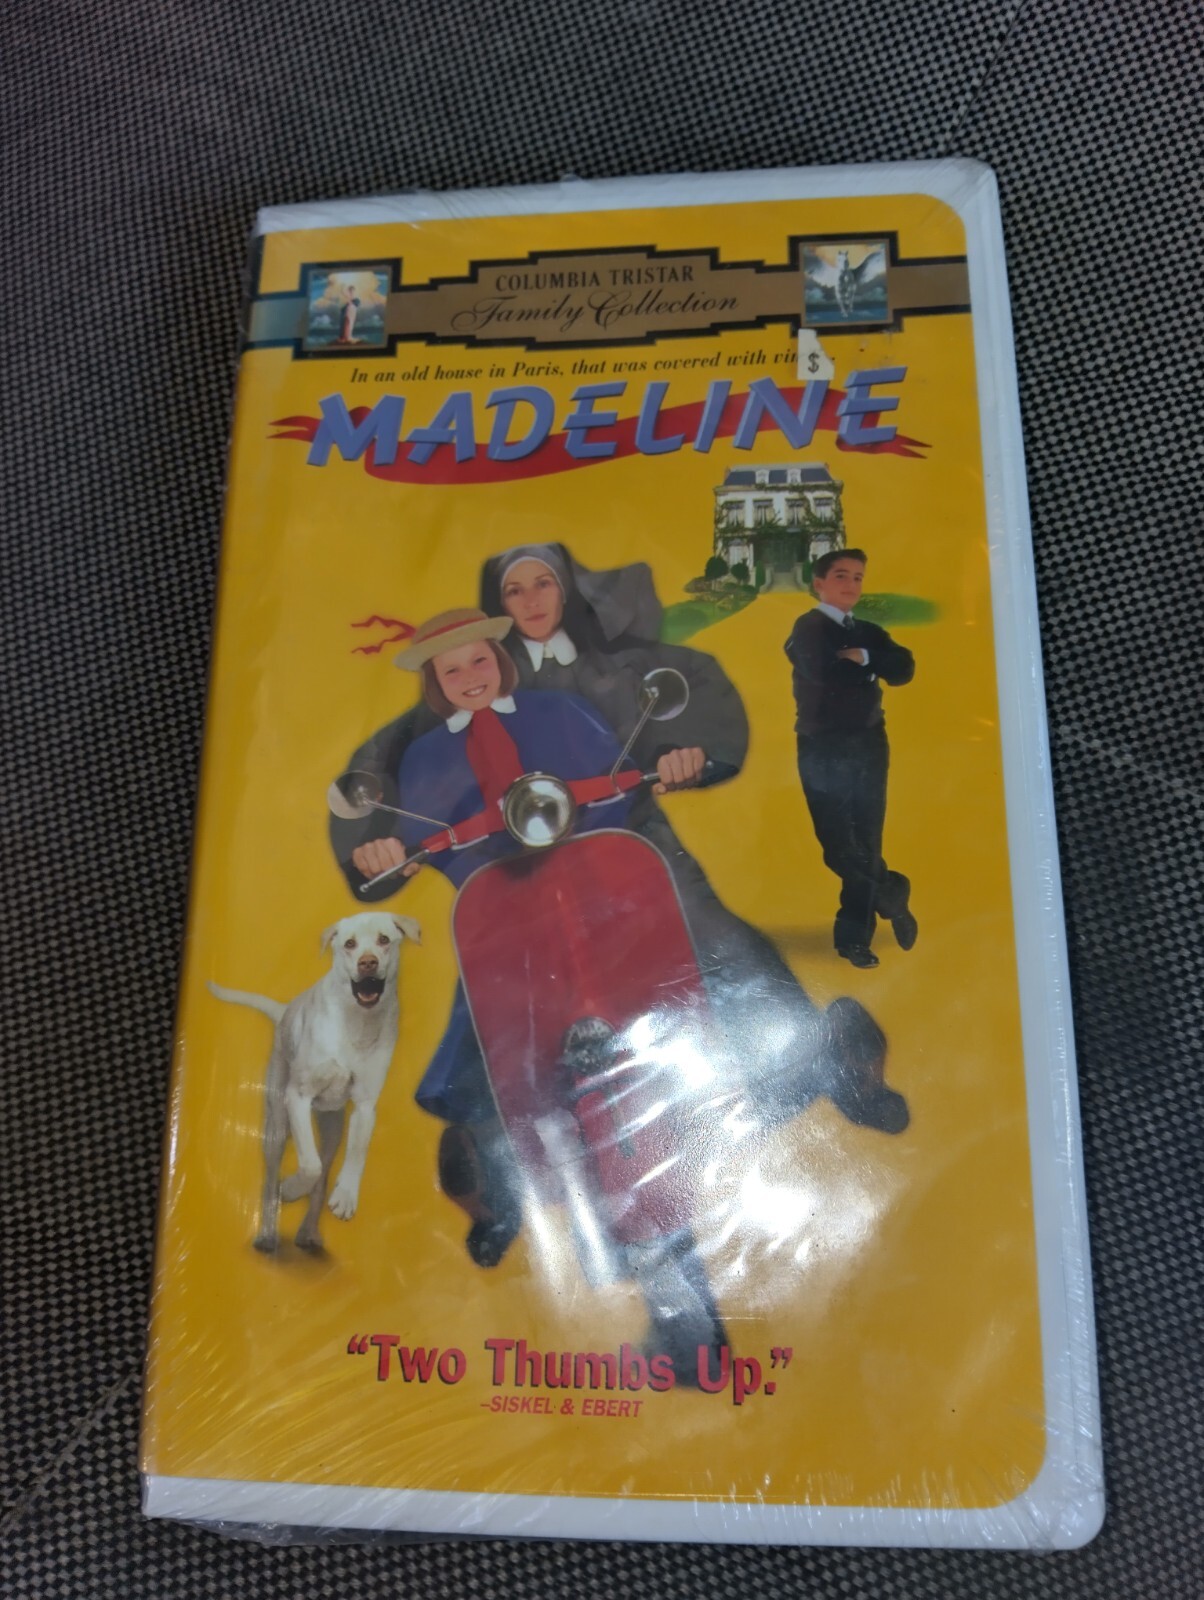 COLUMBIA TRISTAR
Family Collection
In an old house in Paris, that was covered with
$
MADELINE
“Two Thumbs Up.”
–SISKEL & EBERT